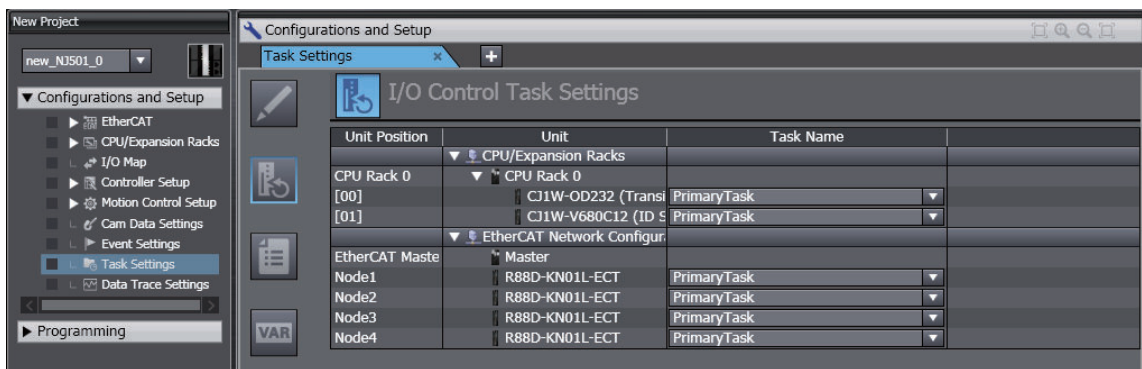 New Project
new_NJ501_0
Configurations and Setup
EtherCAT
CPU/Expansion Racks
I/O Map
Controller Setup
Motion Control Setup
Cam Data Settings
Event Settings
Task Settings
Data Trace Settings
Programming
Configurations and Setup
Task Settings
I/O Control Task Settings
Unit Position Unit Task Name
CPU/Expansion Racks
CPU Rack 0 CPU Rack 0
[00] CJ1W-OD232 (Transi PrimaryTask
[01] CJ1W-V680C12 (ID S PrimaryTask
EtherCAT Network Configur
EtherCAT Maste Master
Node1 R88D-KN01L-ECT PrimaryTask
Node2 R88D-KN01L-ECT PrimaryTask
Node3 R88D-KN01L-ECT PrimaryTask
Node4 R88D-KN01L-ECT PrimaryTask
VAR